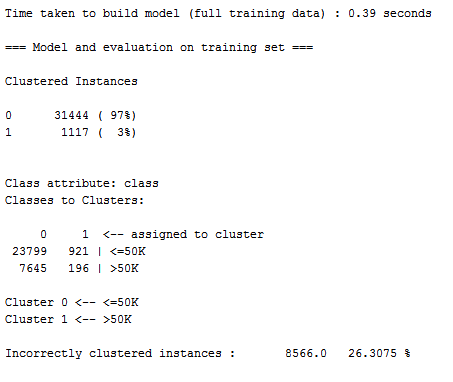 Time taken to build model (full training data) : 0.39 seconds
=== Model and evaluation on training set ===
Clustered Instances
0      31444 ( 97%)
1       1117 (  3%)
Class attribute: class
Classes to Clusters:
     0     1  <-- assigned to cluster
 23799   921 | <=50K
  7645   196 | >50K
Cluster 0 <-- <=50K
Cluster 1 <-- >50K
Incorrectly clustered instances :       8566.0   26.3075 %